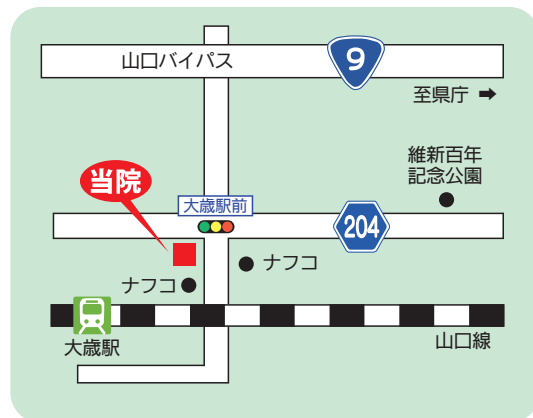 山口バイパス
9
至県庁 ➡
維新百年
記念公園
当院
大歳駅前
204
ナフコ
ナフコ
大歳駅
山口線